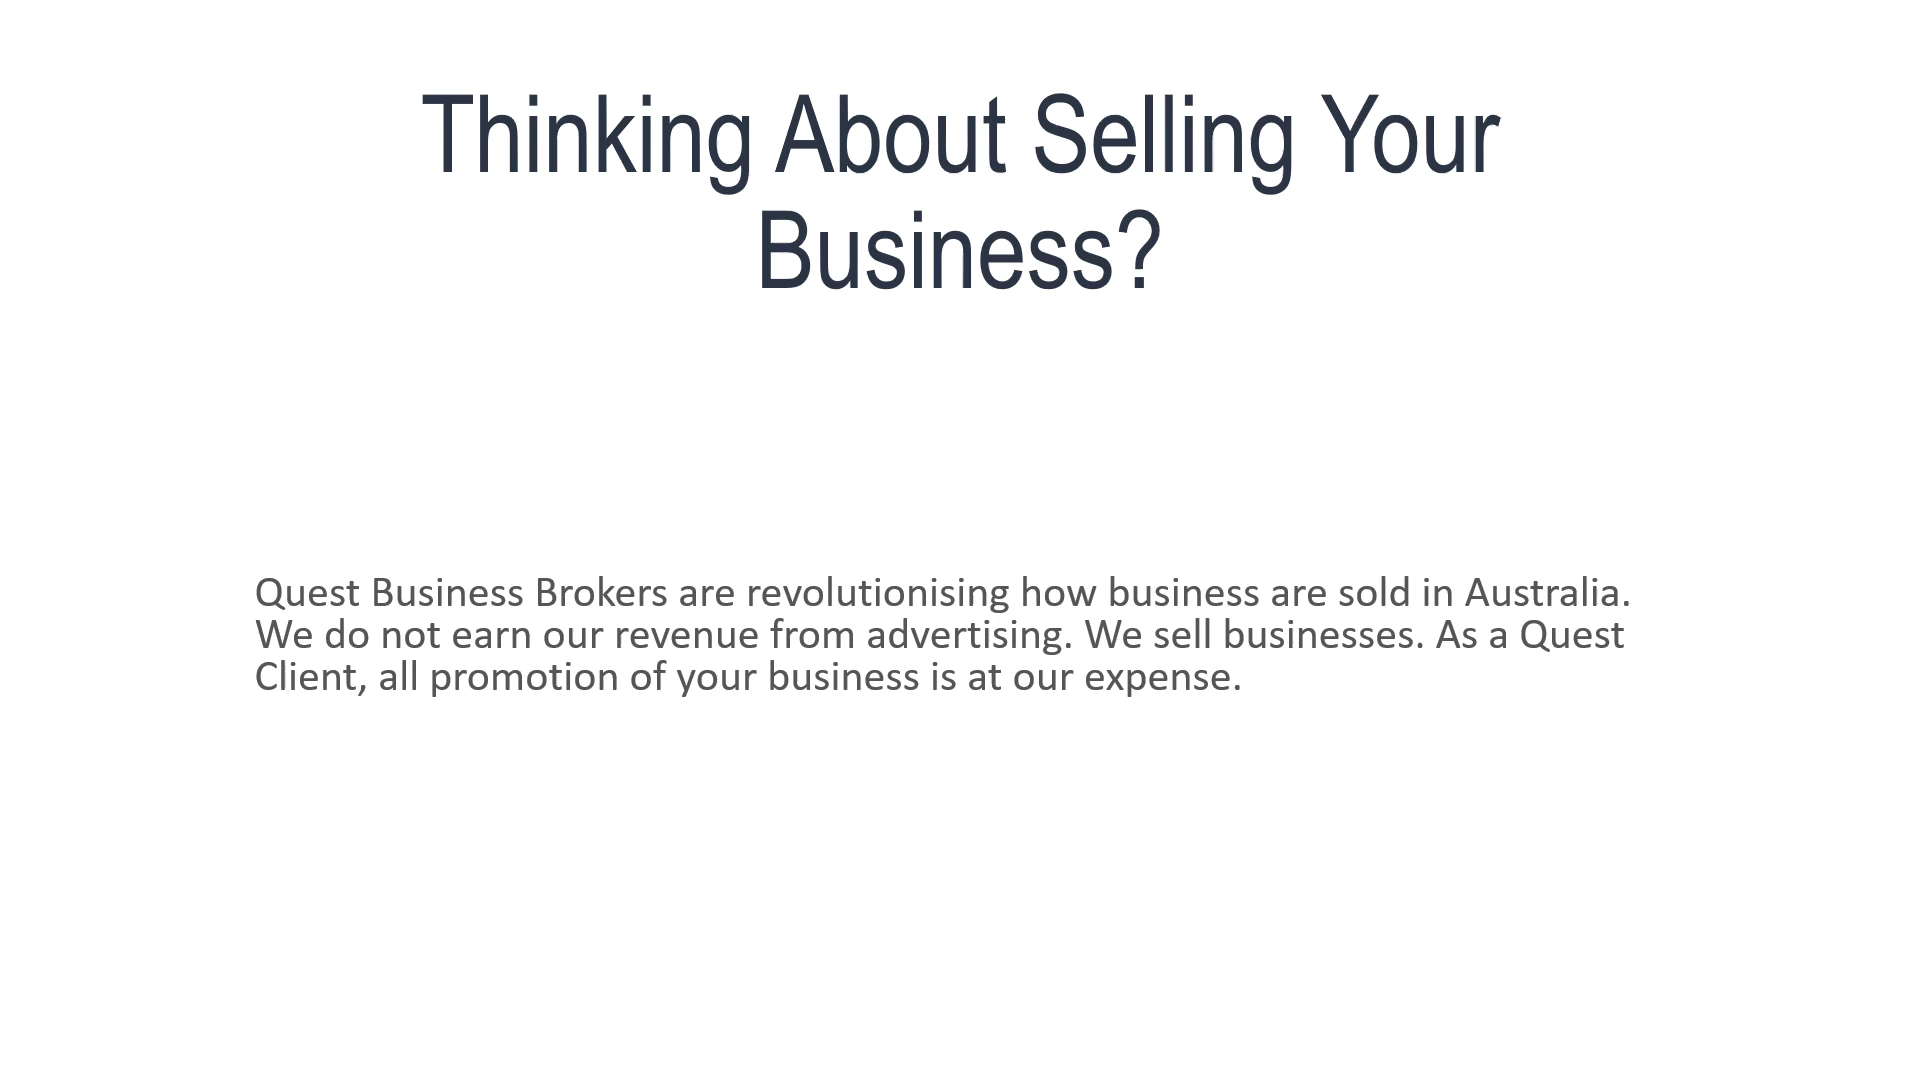 Thinking About Selling Your
Business?
Quest Business Brokers are revolutionising how business are sold in Australia.
We do not earn our revenue from advertising. We sell businesses. As a Quest
Client, all promotion of your business is at our expense.